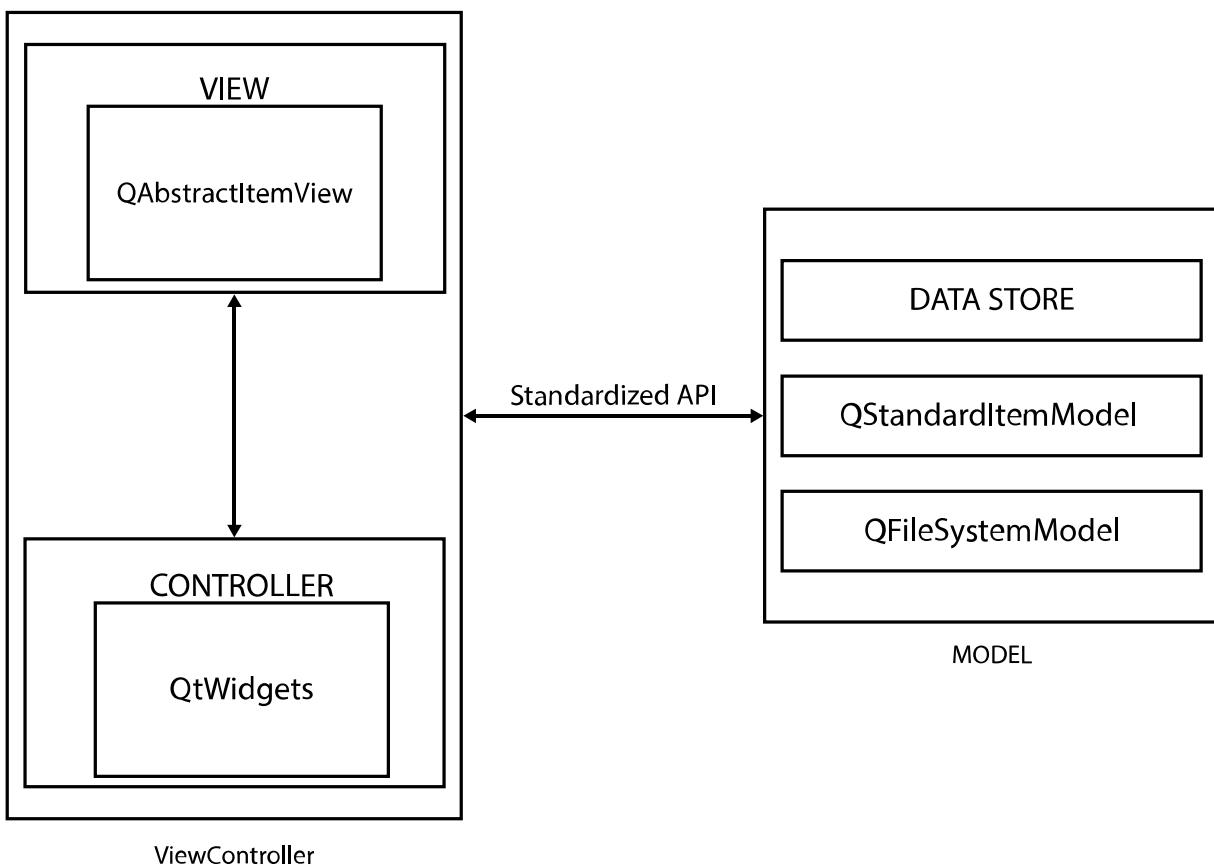 VIEW
QAbstractItemView
CONTROLLER
QtWidgets
ViewController
Standardized API
DATA STORE
QStandardItemModel
QFileSystemModel
MODEL